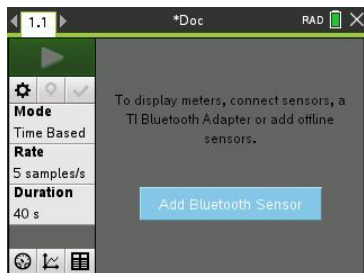 1.1
*Doc
RAD
Mode
Time Based
Rate
5 samples/s
Duration
40 s
To display meters, connect sensors, a
TI Bluetooth Adapter or add offline
sensors.
Add Bluetooth Sensor